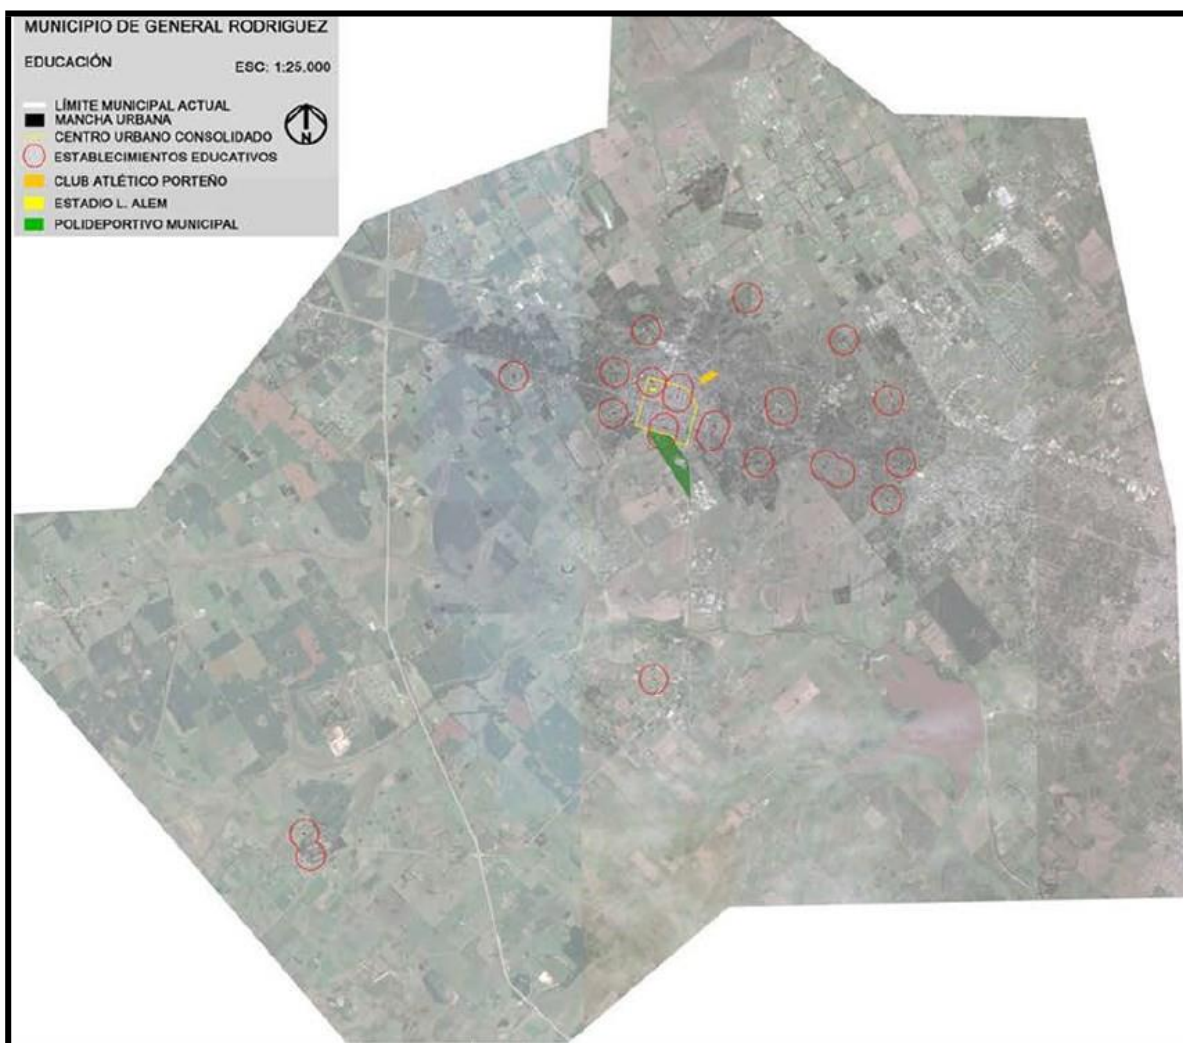 MUNICIPIO DE GENERAL RODRIGUEZ
EDUCACIÓN
ESC: 1:25.000
LÍMITE MUNICIPAL ACTUAL
MANCHA URBANA
CENTRO URBANO CONSOLIDADO
ESTABLECIMIENTOS EDUCATIVOS
CLUB ATLÉTICO PORTEÑO
ESTADIO L. ALEM
POLIDEPORTIVO MUNICIPAL
N